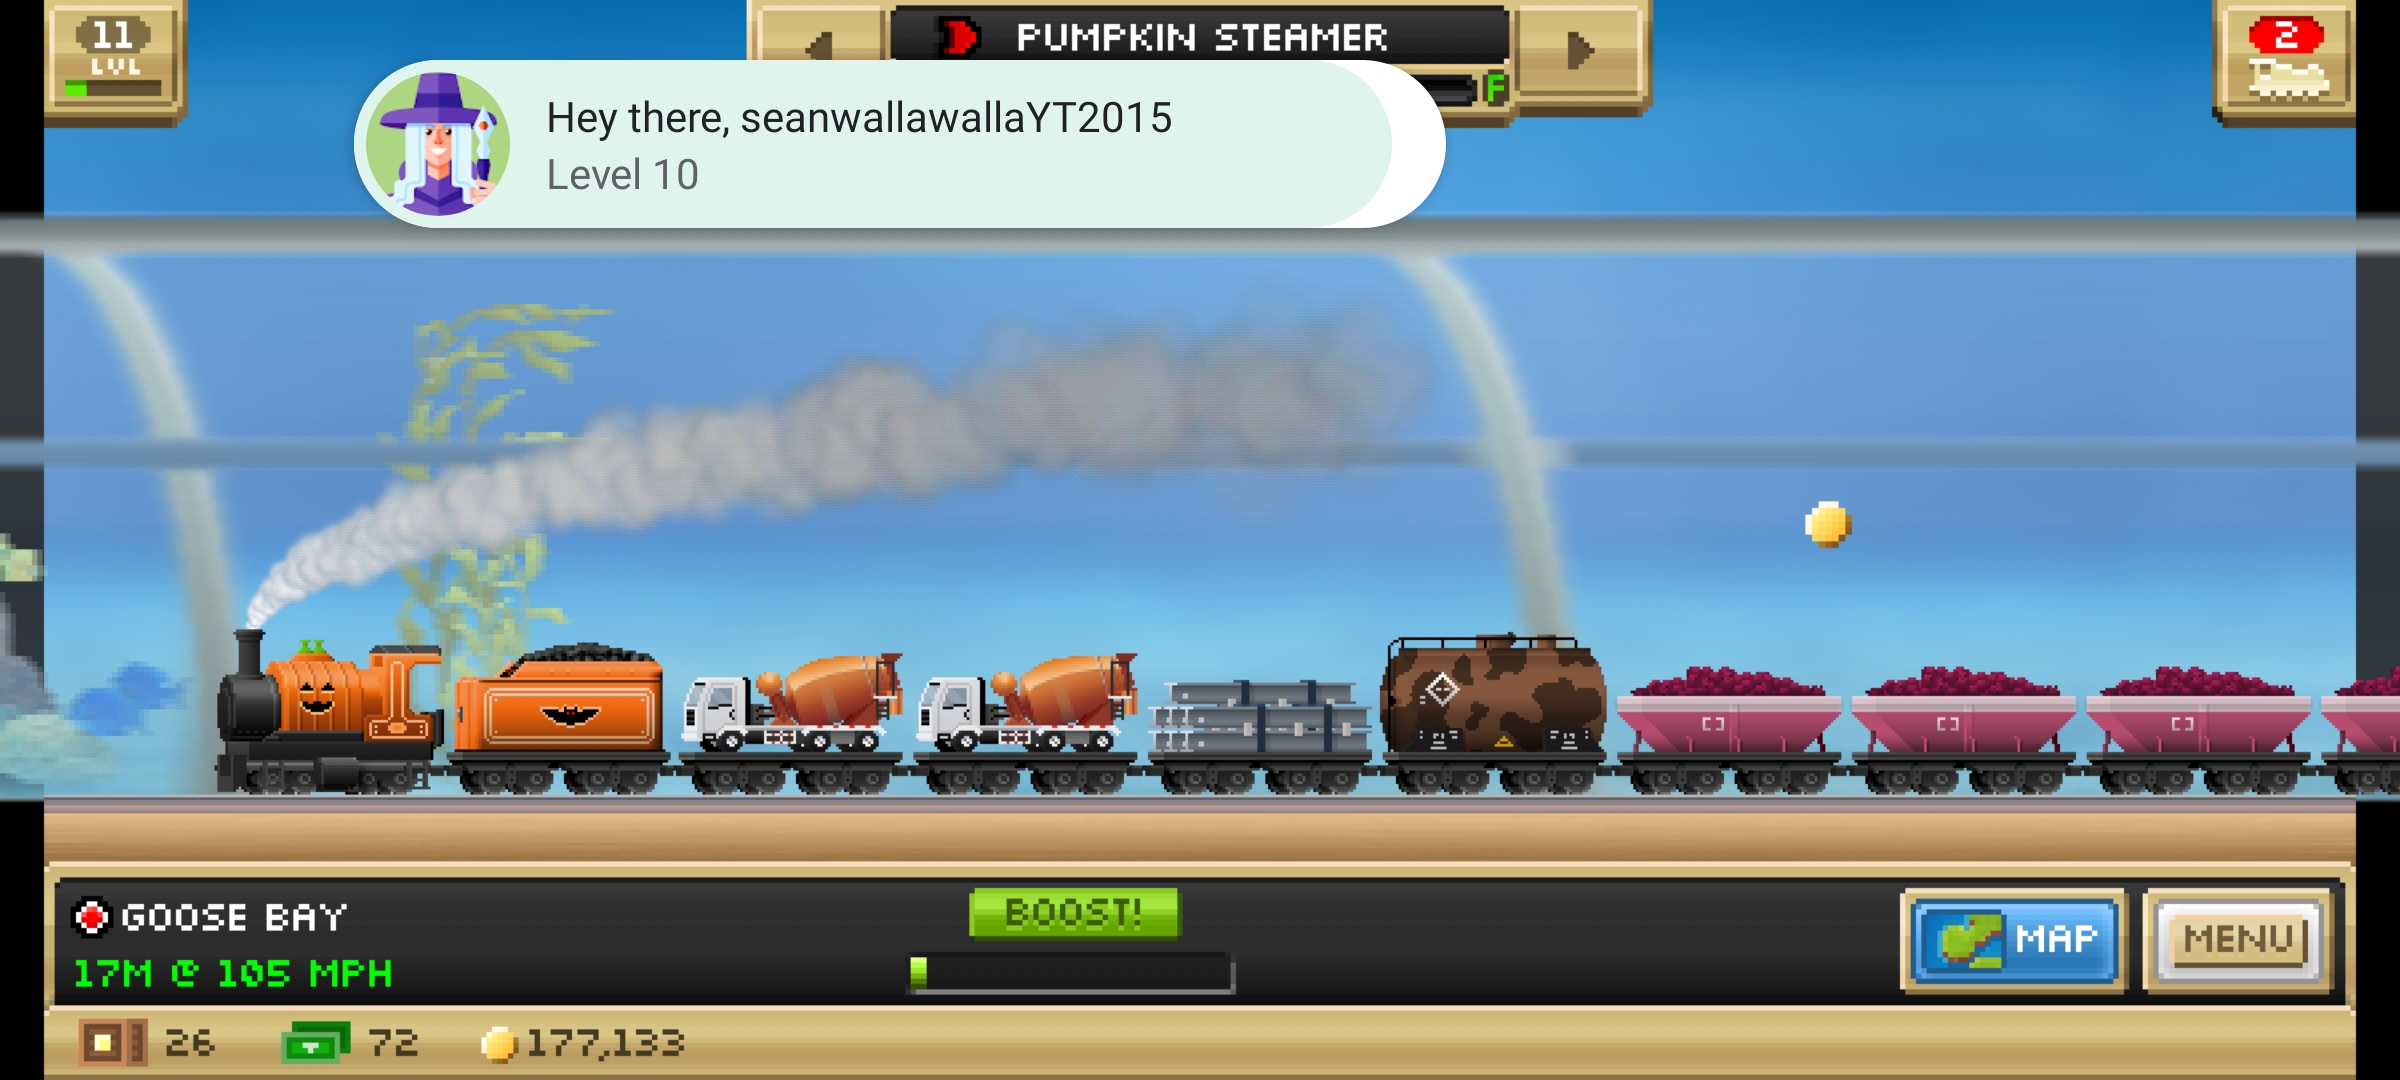 11
LVL
PUMPKIN STEAMER
F
2
Hey there, seanwallawallaYT2015
Level 10
GOOSE BAY
17M @ 105 MPH
BOOST!
MAP
MENU
26
72
177,133